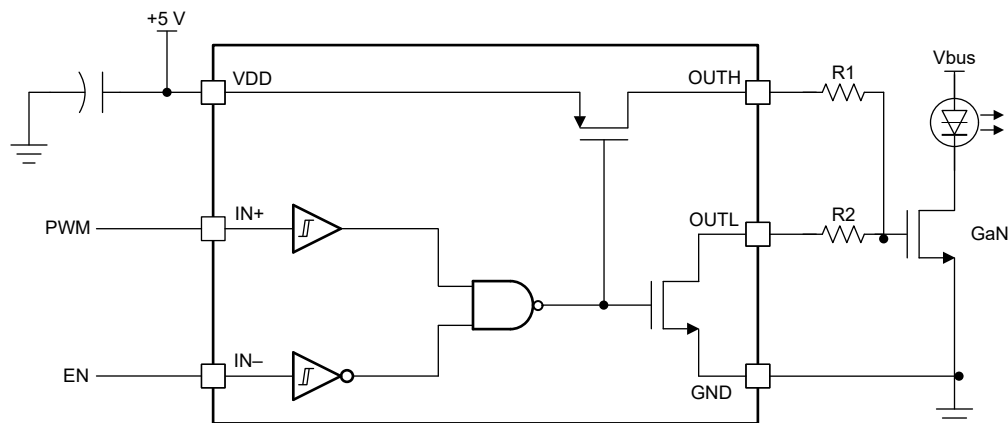 +5 V
VDD
OUTH
R1
Vbus
PWM
IN+
OUTL
R2
GaN
EN
IN–
GND